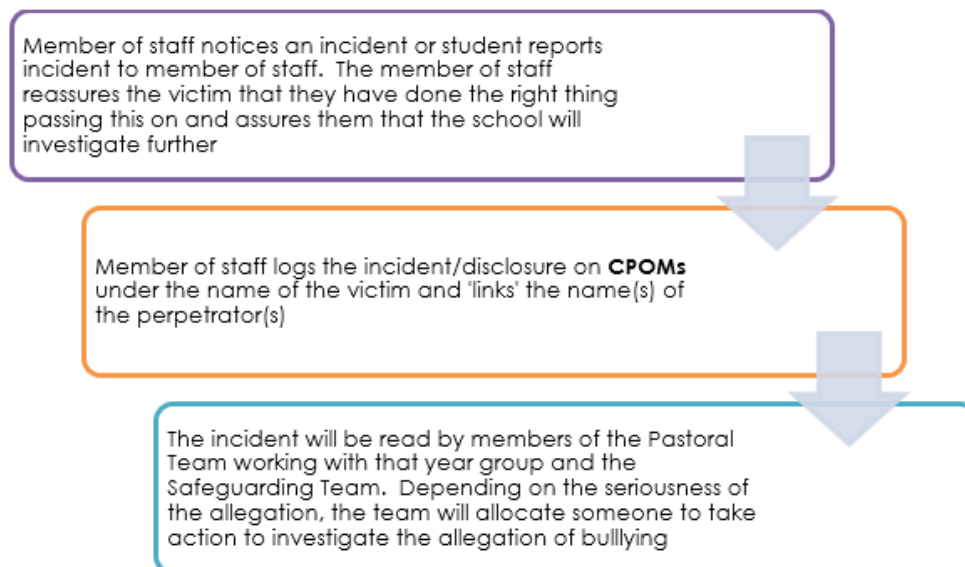 Member of staff notices an incident or student reports
incident to member of staff.  The member of staff
reassures the victim that they have done the right thing
passing this on and assures them that the school will
investigate further
Member of staff logs the incident/disclosure on CPOMs
under the name of the victim and 'links' the name(s) of
the perpetrator(s)
The incident will be read by members of the Pastoral
Team working with that year group and the
Safeguarding Team.  Depending on the seriousness of
the allegation, the team will allocate someone to take
action to investigate the allegation of bulllying